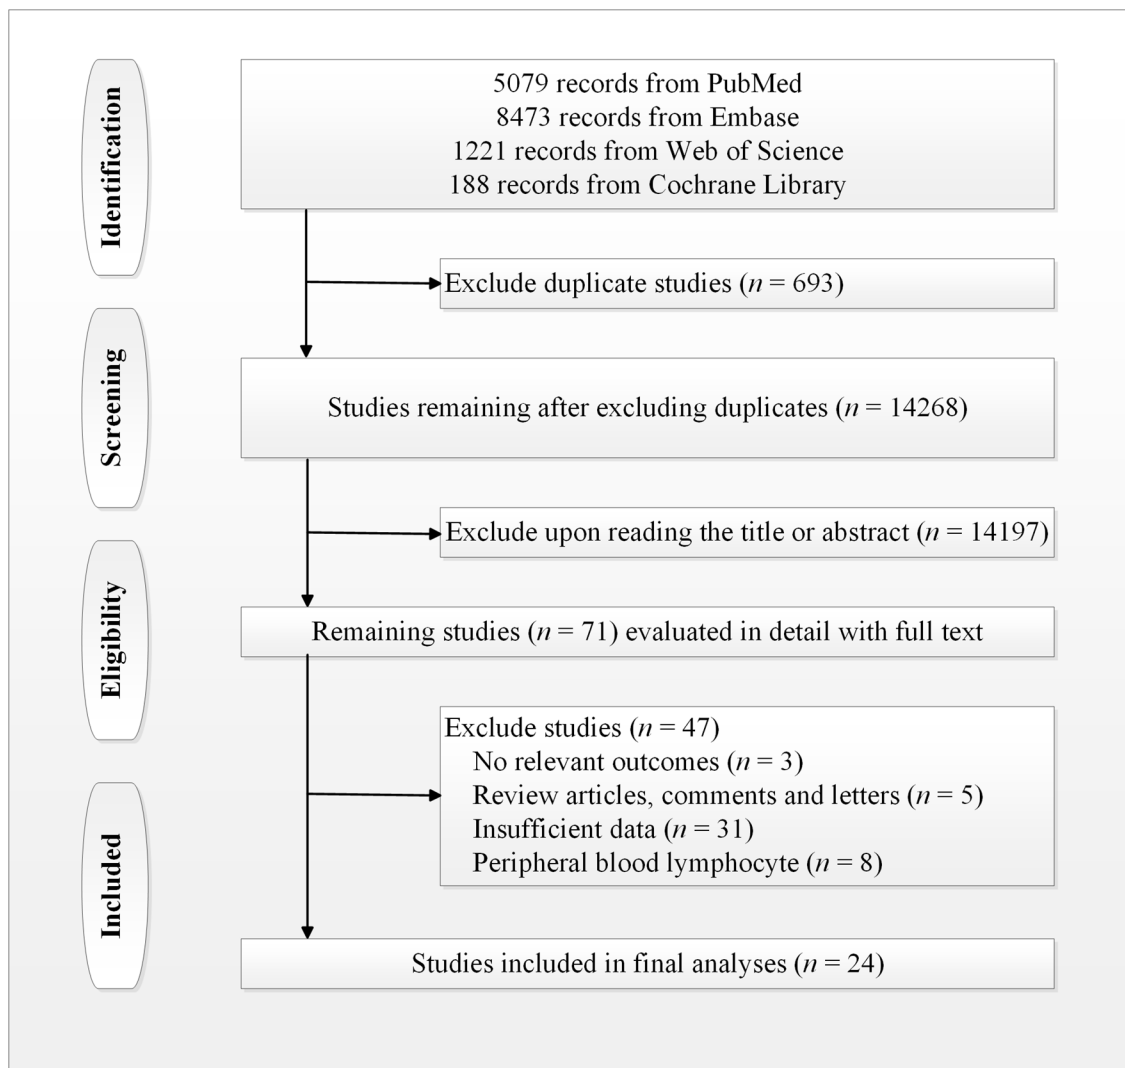 Identification
5079 records from PubMed
8473 records from Embase
1221 records from Web of Science
188 records from Cochrane Library
Exclude duplicate studies (n = 693)
Screening
Studies remaining after excluding duplicates (n = 14268)
Exclude upon reading the title or abstract (n = 14197)
Eligibility
Remaining studies (n = 71) evaluated in detail with full text
Exclude studies (n = 47)
No relevant outcomes (n = 3)
Review articles, comments and letters (n = 5)
Insufficient data (n = 31)
Peripheral blood lymphocyte (n = 8)
Included
Studies included in final analyses (n = 24)